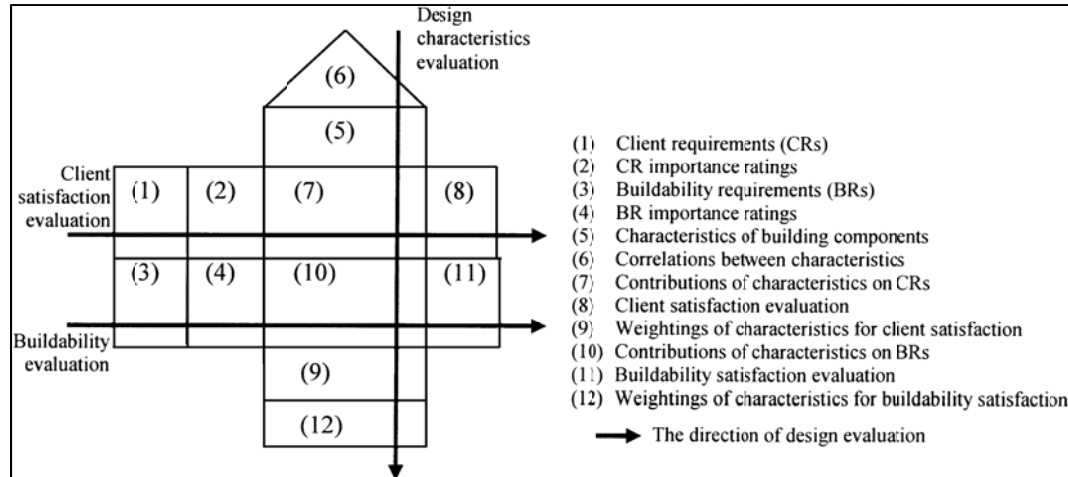 Design
characteristics
evaluation
(6)
(5)
Client
satisfaction
evaluation
(1)
(2)
(7)
(8)
(3)
(4)
(10)
(11)
Buildability
evaluation
(9)
(12)
(1) Client requirements (CRs)
(2) CR importance ratings
(3) Buildability requirements (BRs)
(4) BR importance ratings
(5) Characteristics of building components
(6) Correlations between characteristics
(7) Contributions of characteristics on CRs
(8) Client satisfaction evaluation
(9) Weightings of characteristics for client satisfaction
(10) Contributions of characteristics on BRs
(11) Buildability satisfaction evaluation
(12) Weightings of characteristics for buildability satisfaction
The direction of design evaluation